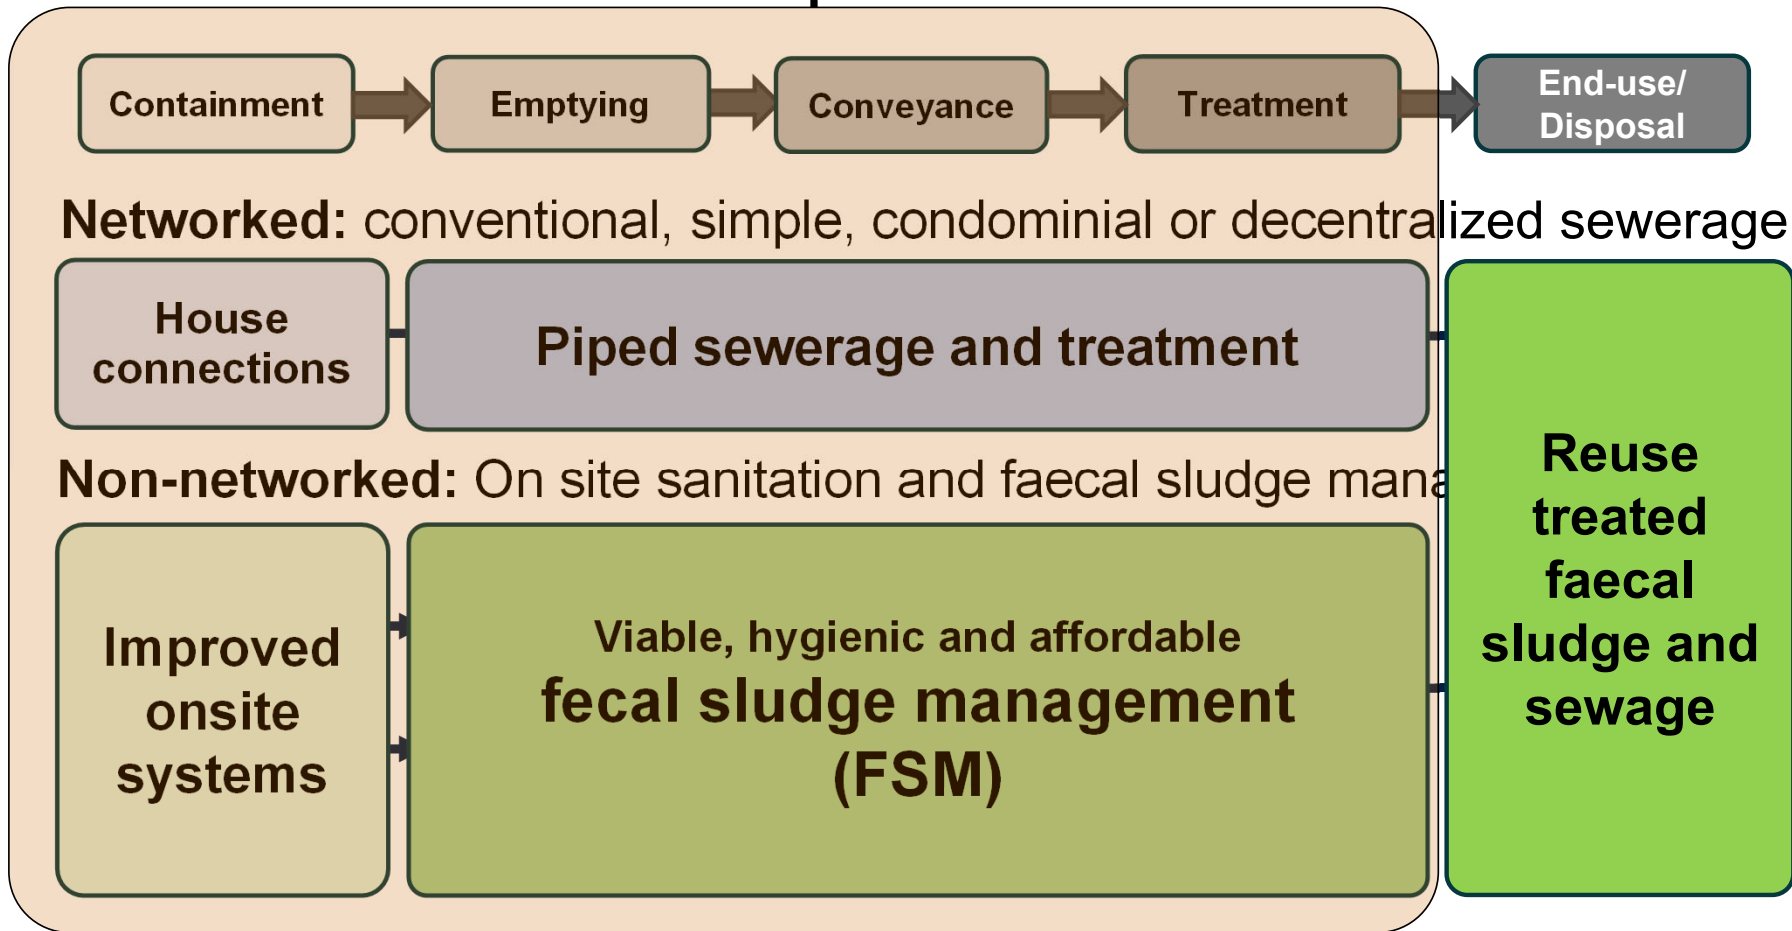 Containment
Emptying
Conveyance
Treatment
End-use/
Disposal
Networked: conventional, simple, condominial or decentralized sewerage
House
connections
Piped sewerage and treatment
Non-networked: On site sanitation and faecal sludge
Improved
onsite
systems
Viable, hygienic and affordable
fecal sludge management
(FSM)
Reuse
treated
faecal
sludge and
sewage